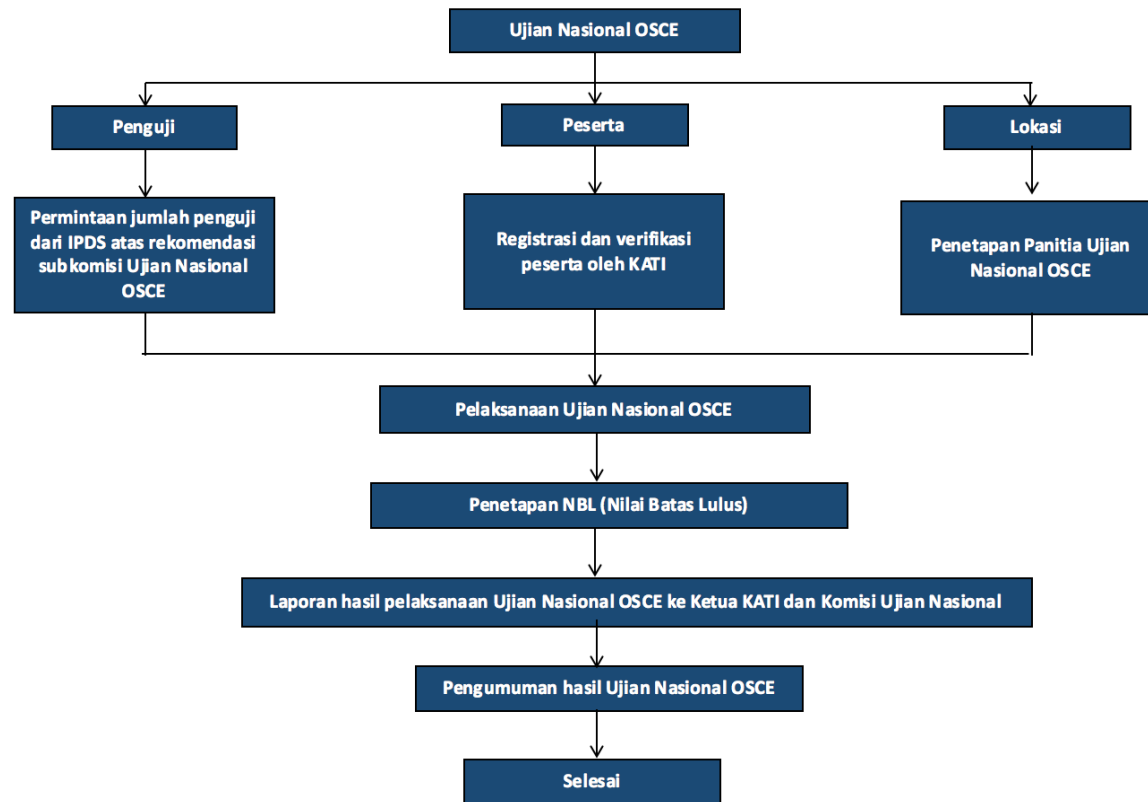 Ujian Nasional OSCE
Penguji
Peserta
Lokasi
Permintaan jumlah penguji
dari IPDS atas rekomendasi
subkomisi Ujian Nasional
OSCE
Registrasi dan verifikasi
peserta oleh KATI
Penetapan Panitia Ujian
Nasional OSCE
Pelaksanaan Ujian Nasional OSCE
Penetapan NBL (Nilai Batas Lulus)
Laporan hasil pelaksanaan Ujian Nasional OSCE ke Ketua KATI dan Komisi Ujian Nasional
Pengumuman hasil Ujian Nasional OSCE
Selesai